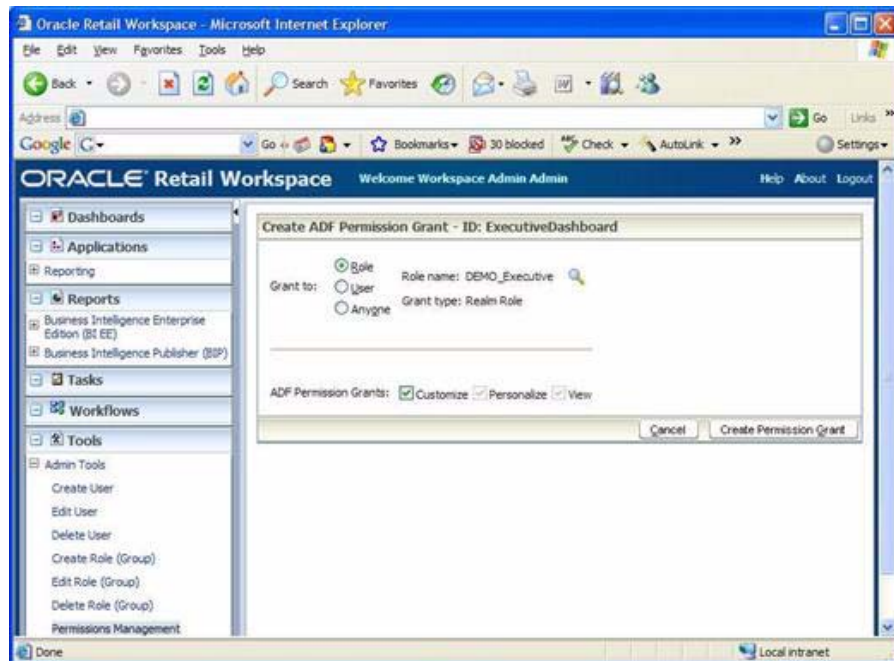 Oracle Retail Workspace - Microsoft Internet Explorer
File Edit View Favorites Tools Help
Back Search Favorites
Address Go Links »
Google G Go Bookmarks 30 blocked ABC Check AutoLink » Settings
ORACLE Retail Workspace Welcome Workspace Admin Admin Help About Logout
Dashboards
Applications
Reporting
Reports
Business Intelligence Enterprise
Edition (BI EE)
Business Intelligence Publisher (BIP)
Tasks
Workflows
Tools
Admin Tools
Create User
Edit User
Delete User
Create Role (Group)
Edit Role (Group)
Delete Role (Group)
Permissions Management
Create ADF Permission Grant - ID: ExecutiveDashboard
Grant to:
Role
User
Anyone
Role name: DEMO_Executive
Grant type: Realm Role
ADF Permission Grants: Customize Personalize View
Cancel Create Permission Grant
Done Local intranet